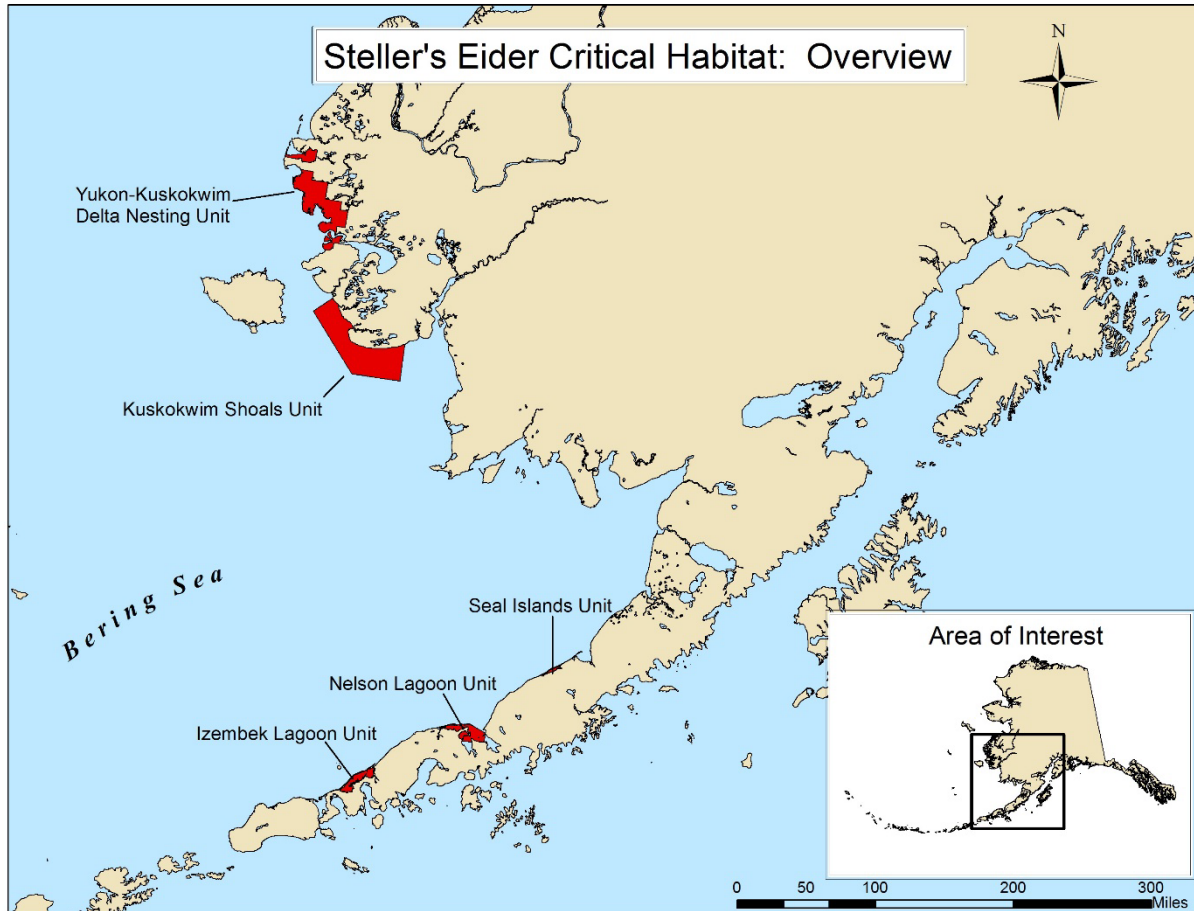 Steller's Eider Critical Habitat: Overview
N
Yukon-Kuskokwim
Delta Nesting Unit
Kuskokwim Shoals Unit
Bering Sea
Seal Islands Unit
Nelson Lagoon Unit
Izembek Lagoon Unit
Area of Interest
0 50 100 200 300
Miles